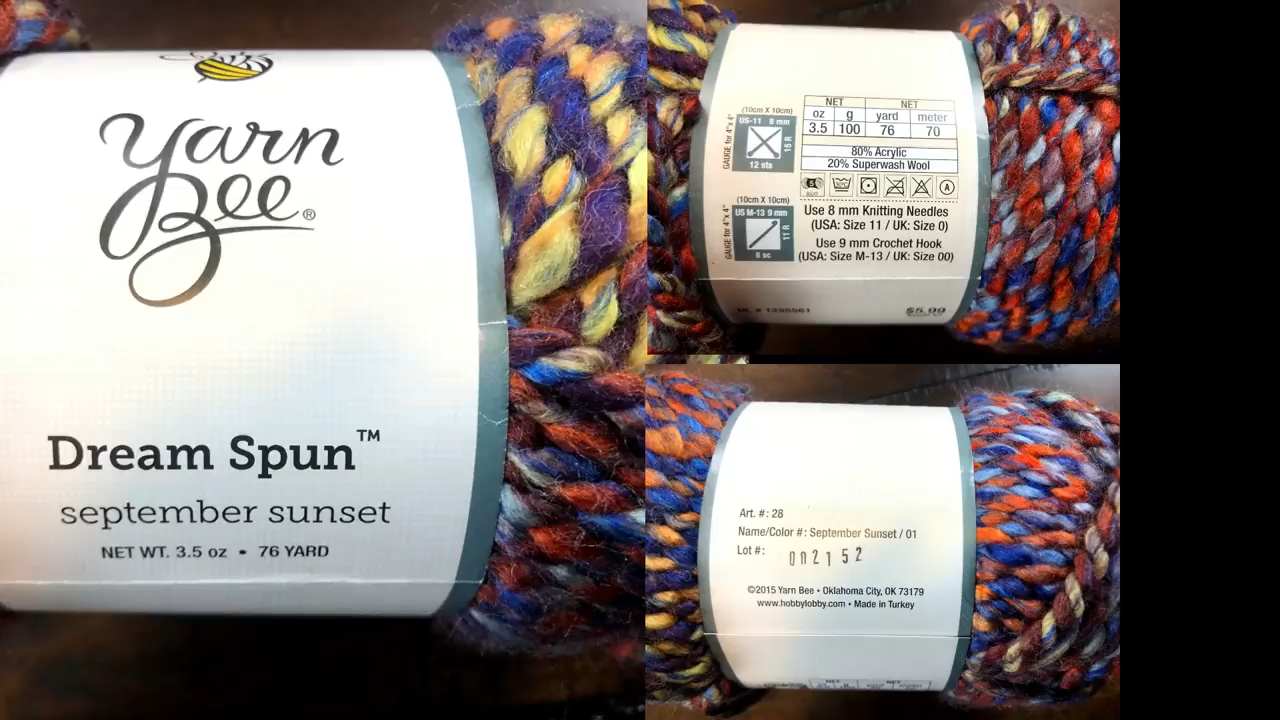 Yarn
Bee®
Dream Spun™
september sunset
NET WT. 3.5 oz • 76 YARD
(10cm X 10cm)
GAUGE for 4"x 4"
US-11 8 mm
15 R
12 sts
NET NET
oz g yard meter
3.5 100 76 70
80% Acrylic
20% Superwash Wool
A
(10cm X 10cm)
GAUGE for 4"x 4"
US M-13 9 mm
11 R
8 sc
Use 8 mm Knitting Needles
(USA: Size 11 / UK: Size 0)
Use 9 mm Crochet Hook
(USA: Size M-13 / UK: Size 00)
$5.99
Art. #: 28
Name/Color #: September Sunset / 01
Lot #: 002152
©2015 Yarn Bee • Oklahoma City, OK 73179
www.hobbylobby.com • Made in Turkey
NET NET